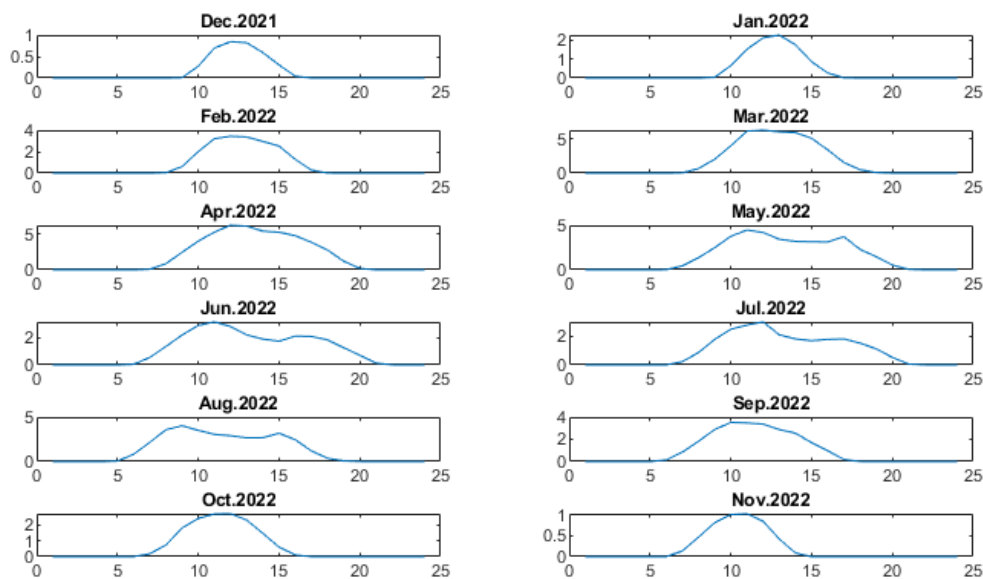 Dec.2021 Jan.2022
1 2
0.5 1
0 0
0 5 10 15 20 25 0 5 10 15 20 25
Feb.2022 Mar.2022
4 5
2
0 0
0 5 10 15 20 25 0 5 10 15 20 25
Apr.2022 May.2022
5 5
0 0
0 5 10 15 20 25 0 5 10 15 20 25
Jun.2022 Jul.2022
2 2
0 0
0 5 10 15 20 25 0 5 10 15 20 25
Aug.2022 Sep.2022
5 4
2
0 0
0 5 10 15 20 25 0 5 10 15 20 25
Oct.2022 Nov.2022
2 1
1 0.5
0 0
0 5 10 15 20 25 0 5 10 15 20 25